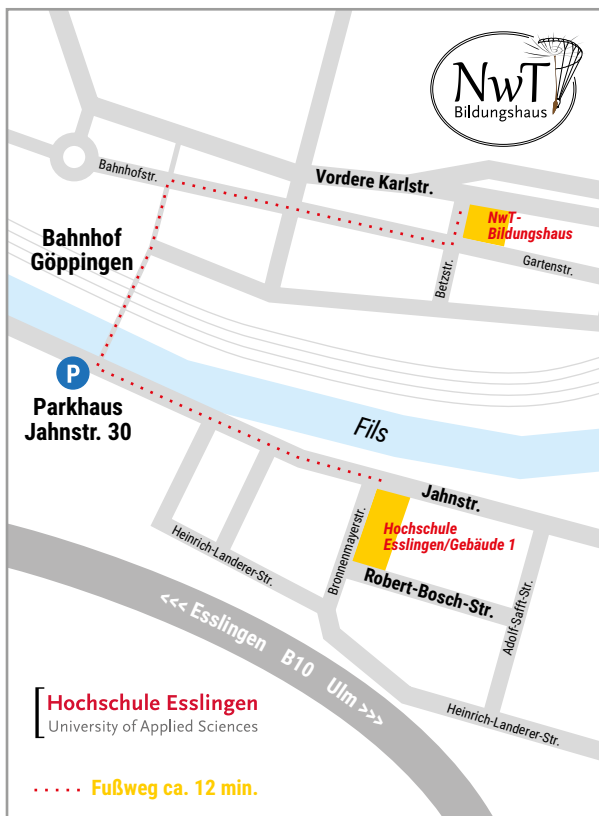 NwT
Bildungshaus
Bahnhofstr.
Vordere Karlstr.
NwT-
Bildungshaus
Bahnhof
Göppingen
Gartenstr.
Betzstr.
P
Parkhaus
Jahnstr. 30
Fils
Jahnstr.
Hochschule
Esslingen/Gebäude 1
Bronnenmayerstr.
Heinrich-Landerer-Str.
Robert-Bosch-Str.
Adolf-Safft-Str.
<<< Esslingen B10 Ulm >>>
Heinrich-Landerer-Str.
Hochschule Esslingen
University of Applied Sciences
Fußweg ca. 12 min.